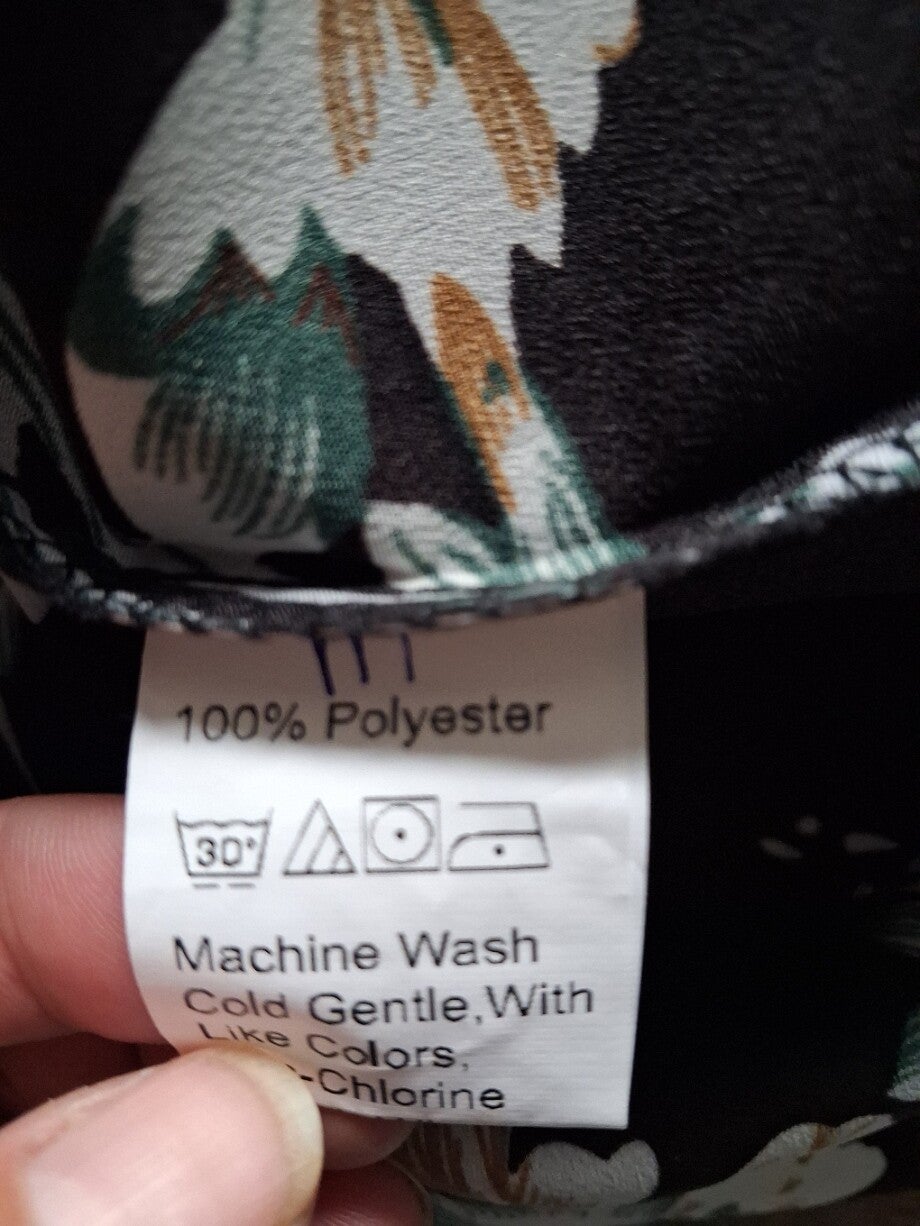 100% Polyester
30°
Machine Wash
Cold Gentle,With
Like Colors,
-Chlorine